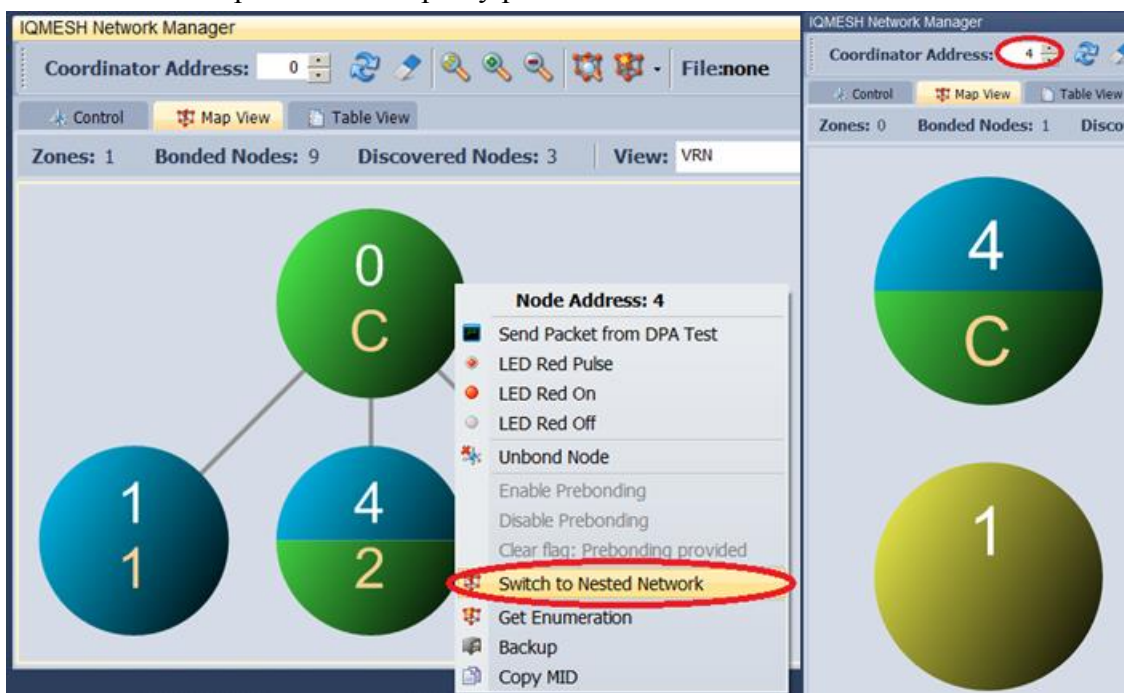 IQMESH Network Manager
Coordinator Address: 0 File:none
Control Map View Table View
Zones: 1 Bonded Nodes: 9 Discovered Nodes: 3 View: VRN
0
C
1
1
4
2
Node Address: 4
Send Packet from DPA Test
LED Red Pulse
LED Red On
LED Red Off
Unbond Node
Enable Prebonding
Disable Prebonding
Clear flag: Prebonding provided
Switch to Nested Network
Get Enumeration
Backup
Copy MID
IQMESH Network Manager
Coordinator Address: 4
Control Map View Table View
Zones: 0 Bonded Nodes: 1 Disco
4
C
1